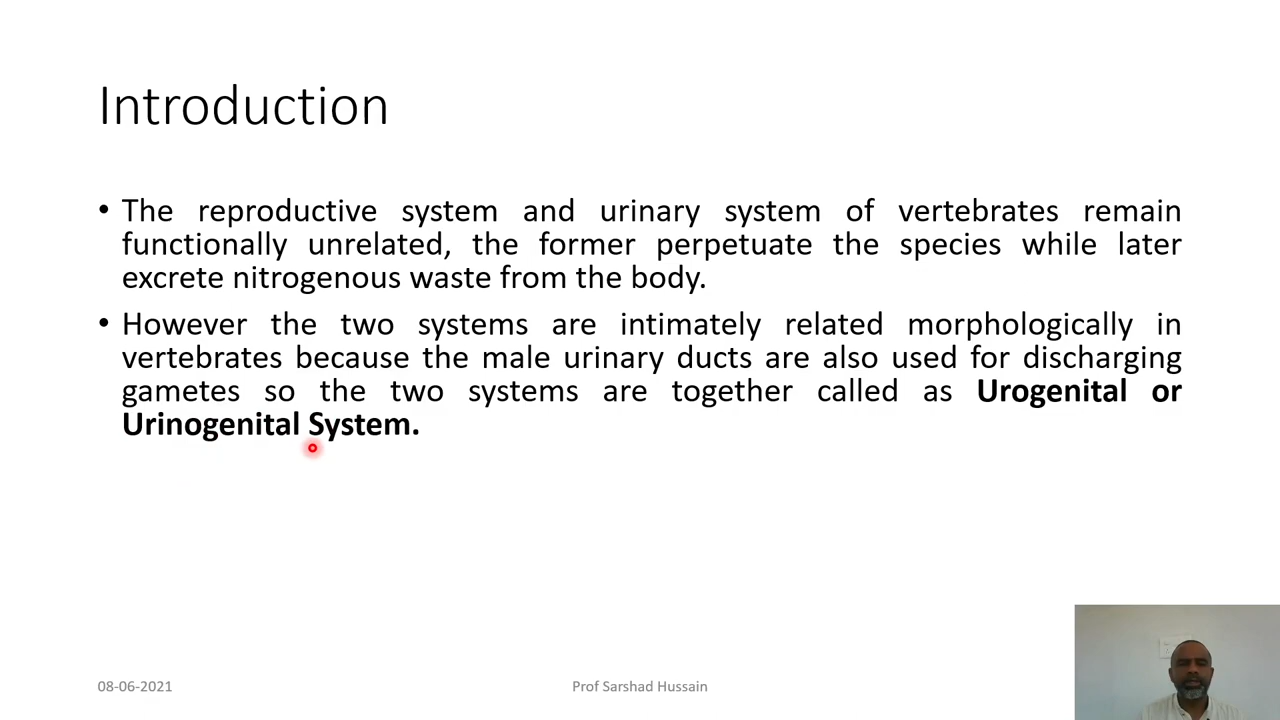 Introduction
• The reproductive system and urinary system of vertebrates remain
functionally unrelated, the former perpetuate the species while later
excrete nitrogenous waste from the body.
• However the two systems are intimately related morphologically in
vertebrates because the male urinary ducts are also used for discharging
gametes so the two systems are together called as Urogenital or
Urinogenital System.
08-06-2021
Prof Sarshad Hussain